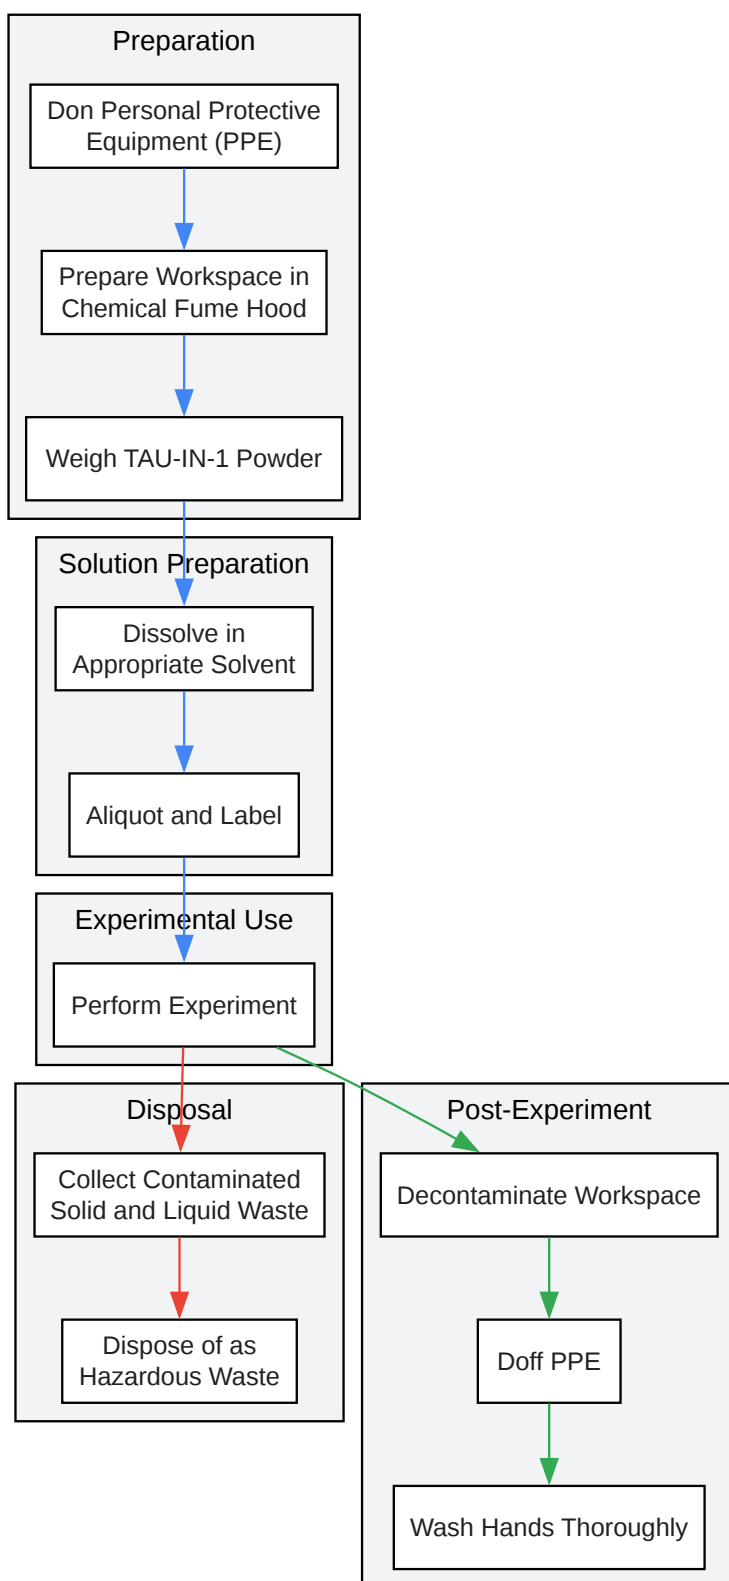 Preparation
Don Personal Protective
Equipment (PPE)
Prepare Workspace in
Chemical Fume Hood
Weigh TAU-IN-1 Powder
Solution Preparation
Dissolve in
Appropriate Solvent
Aliquot and Label
Experimental Use
Perform Experiment
Disposal
Collect Contaminated
Solid and Liquid Waste
Dispose of as
Hazardous Waste
Post-Experiment
Decontaminate Workspace
Doff PPE
Wash Hands Thoroughly